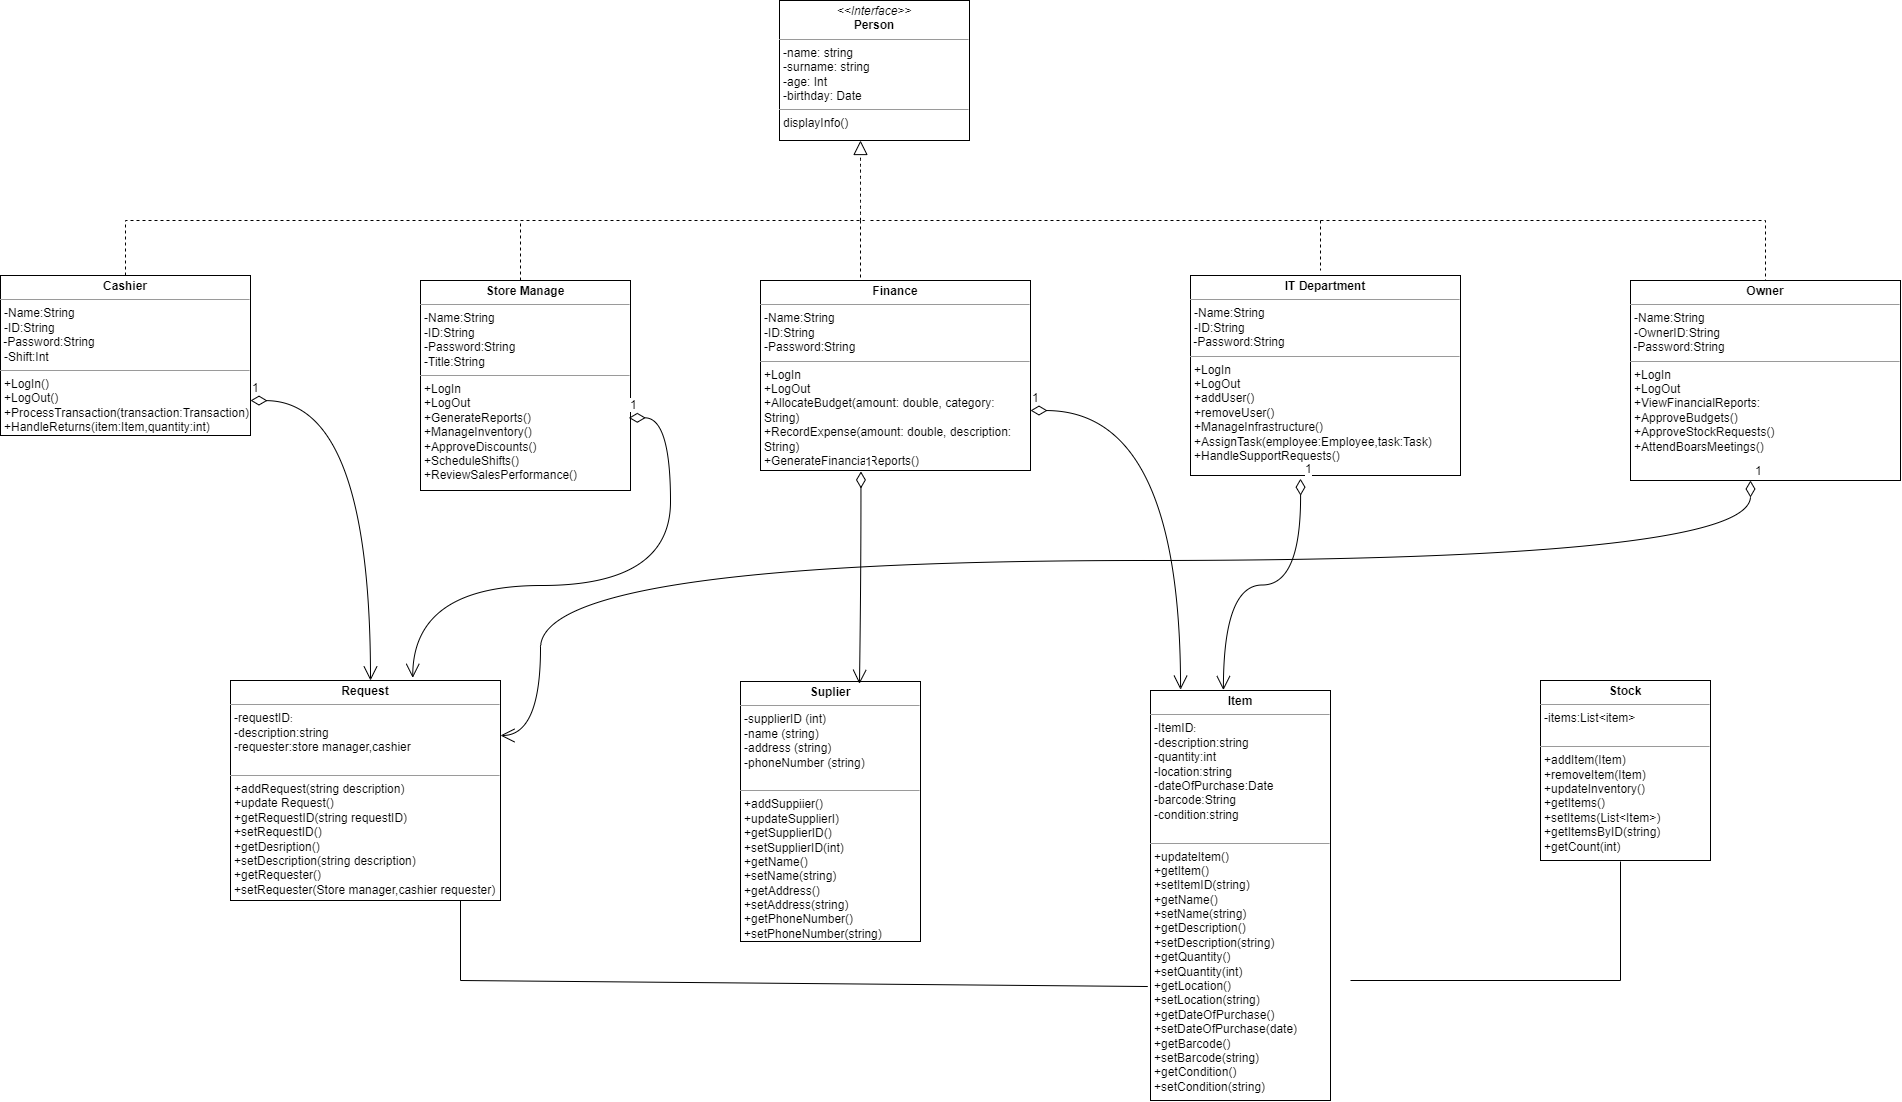 <<Interface>>
Person
-name: string
-surname: string
-age: Int
-birthday: Date
displayInfo()
Cashier
-Name:String
-ID:String
-Password:String
-Shift:Int
+LogIn()
+LogOut()
+ProcessTransaction(transaction:Transaction)
+HandleReturns(item:Item,quantity:int)
1
Store Manage
-Name:String
-ID:String
-Password:String
-Title:String
+LogIn
+LogOut
+GenerateReports()
+ManageInventory()
+ApproveDiscounts()
+ScheduleShifts()
+ReviewSalesPerformance()
1
Finance
-Name:String
-ID:String
-Password:String
+LogIn
+LogOut
+AllocateBudget(amount: double, category:
String)
+RecordExpense(amount: double, description:
String)
+GenerateFinancialReports()
1
1
IT Department
-Name:String
-ID:String
-Password:String
+LogIn
+LogOut
+addUser()
+removeUser()
+ManageInfrastructure()
+AssignTask(employee:Employee,task:Task)
+HandleSupportRequests()
1
Owner
-Name:String
-OwnerID:String
-Password:String
+LogIn
+LogOut
+ViewFinancialReports:
+ApproveBudgets()
+ApproveStockRequests()
+AttendBoarsMeetings()
1
Request
-requestID:
-description:string
-requester:store manager,cashier
+addRequest(string description)
+update Request()
+getRequestID(string requestID)
+setRequestID()
+getDesription()
+setDescription(string description)
+getRequester()
+setRequester(Store manager,cashier requester)
Suplier
-supplierID (int)
-name (string)
-address (string)
-phoneNumber (string)
+addSuppiier()
+updateSupplierI)
+getSupplierID()
+setSupplierID(int)
+getName()
+setName(string)
+getAddress()
+setAddress(string)
+getPhoneNumber()
+setPhoneNumber(string)
Item
-ItemID:
-description:string
-quantity:int
-location:string
-dateOfPurchase:Date
-barcode:String
-condition:string
+updateItem()
+getItem()
+setItemID(string)
+getName()
+setName(string)
+getDescription()
+setDescription(string)
+getQuantity()
+setQuantity(int)
+getLocation()
+setLocation(string)
+getDateOfPurchase()
+setDateOfPurchase(date)
+getBarcode()
+setBarcode(string)
+getCondition()
+setCondition(string)
Stock
-items:List<item>
+addItem(Item)
+removeItem(Item)
+updateInventory()
+getItems()
+setItems(List<Item>)
+getItemsByID(string)
+getCount(int)